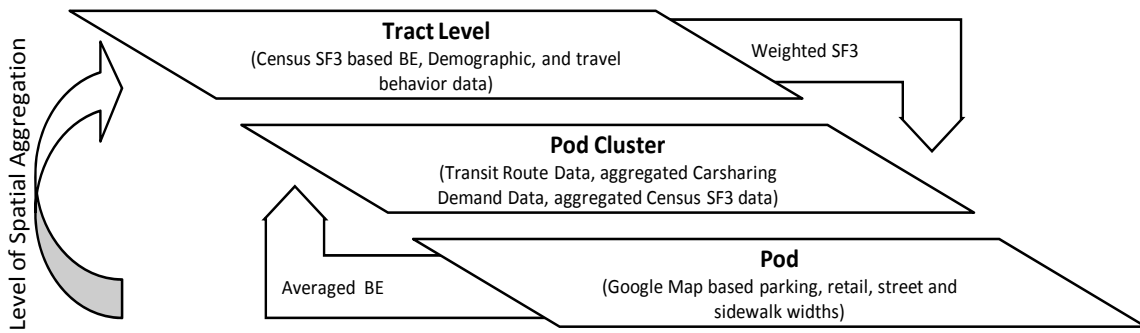 Level of Spatial Aggregation
Tract Level
(Census SF3 based BE, Demographic, and travel
behavior data)
Weighted SF3
Pod Cluster
(Transit Route Data, aggregated Carsharing
Demand Data, aggregated Census SF3 data)
Averaged BE
Pod
(Google Map based parking, retail, street and
sidewalk widths)